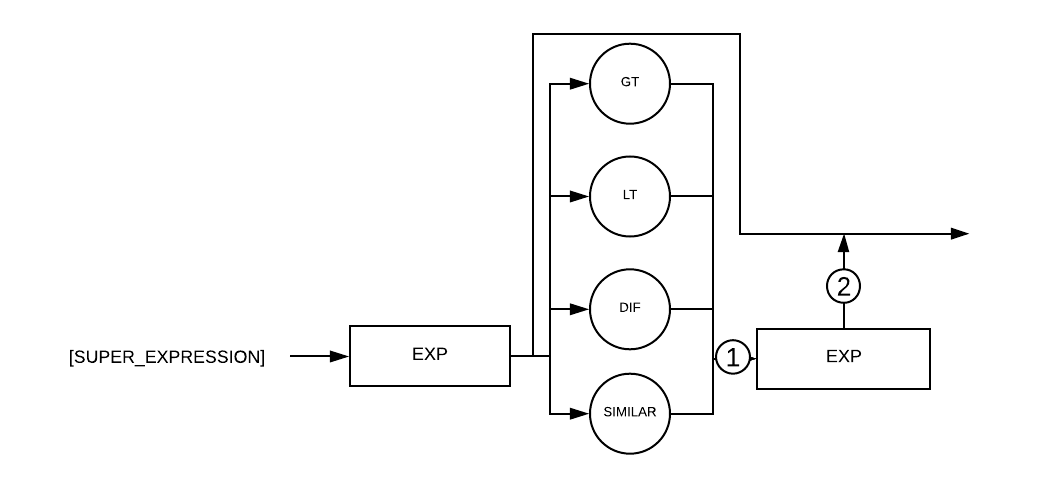 GT
LT
DIF
2
[SUPER_EXPRESSION]
EXP
1
EXP
SIMILAR